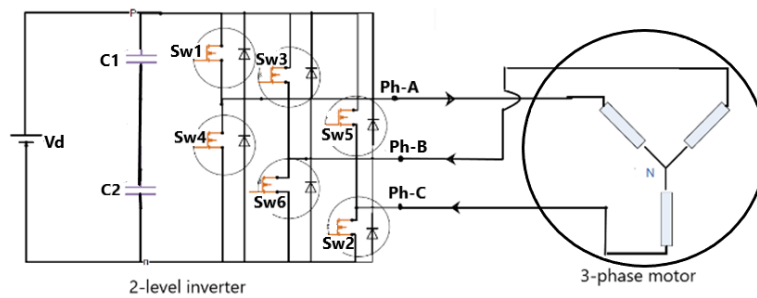 P
Sw1
Sw3
C1
Ph-A
Sw5
Vd
Sw4
Ph-B
N
C2
Sw6
Ph-C
Sw2
n
2-level inverter
3-phase motor